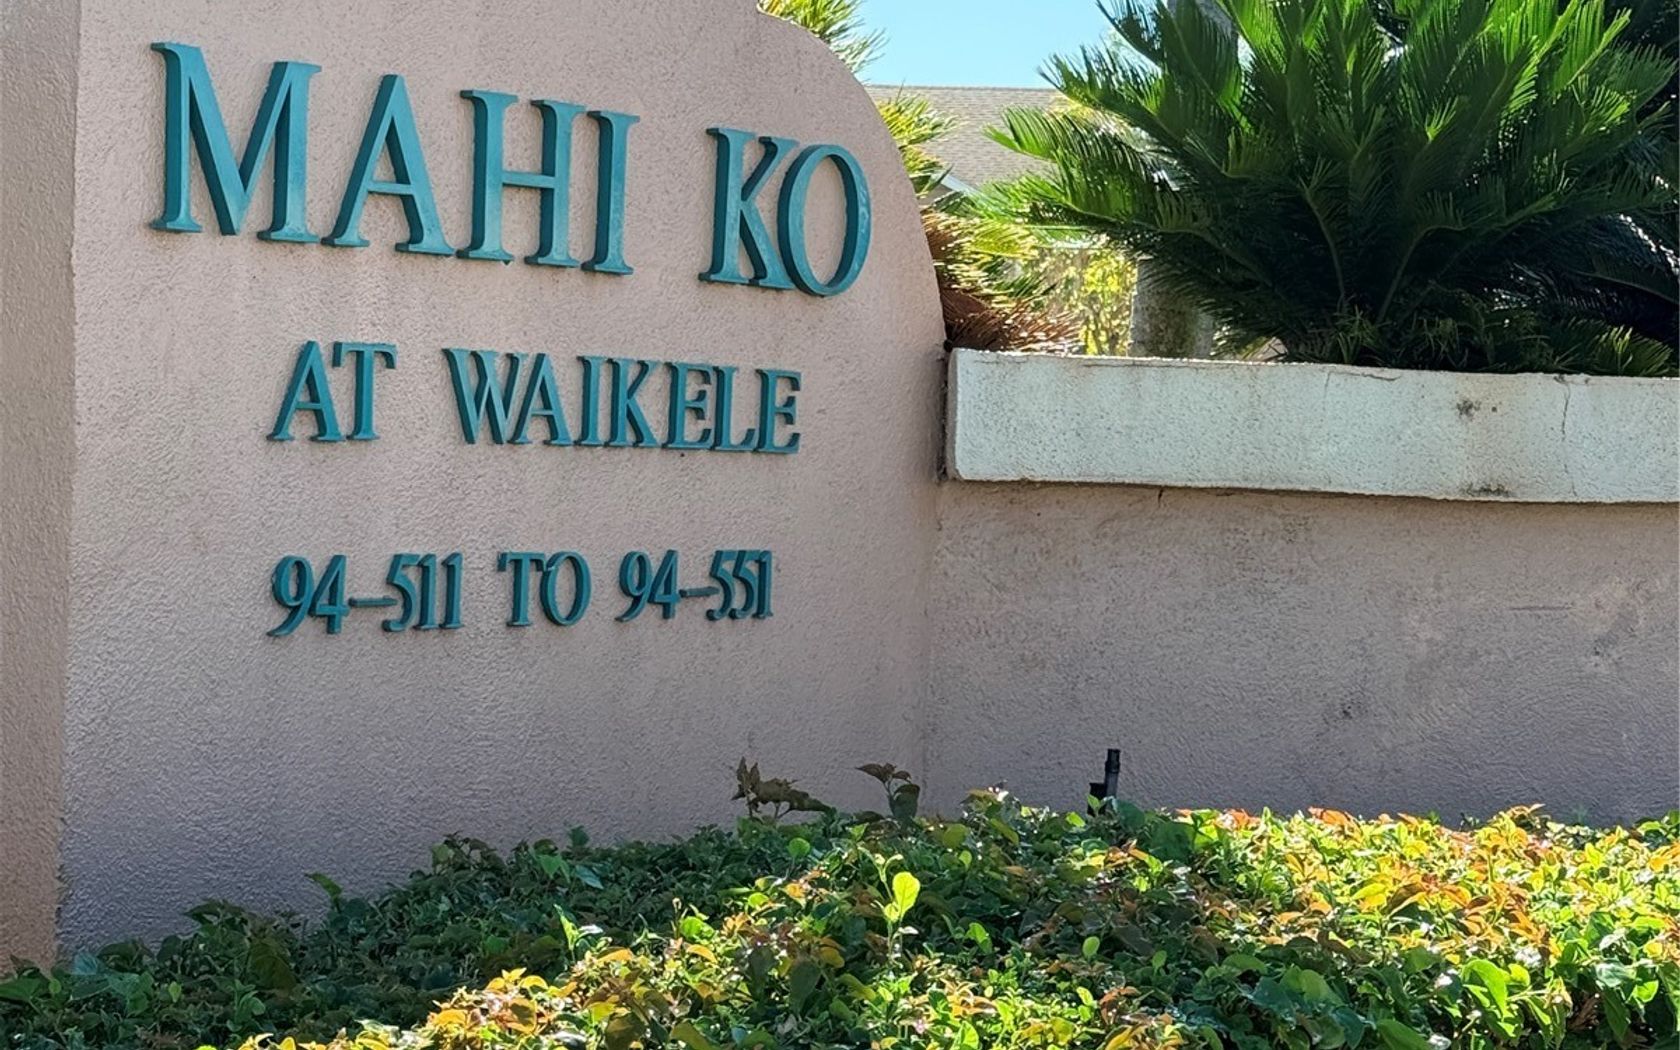 MAHI KO
AT WAIKELE
94-511 TO 94-551